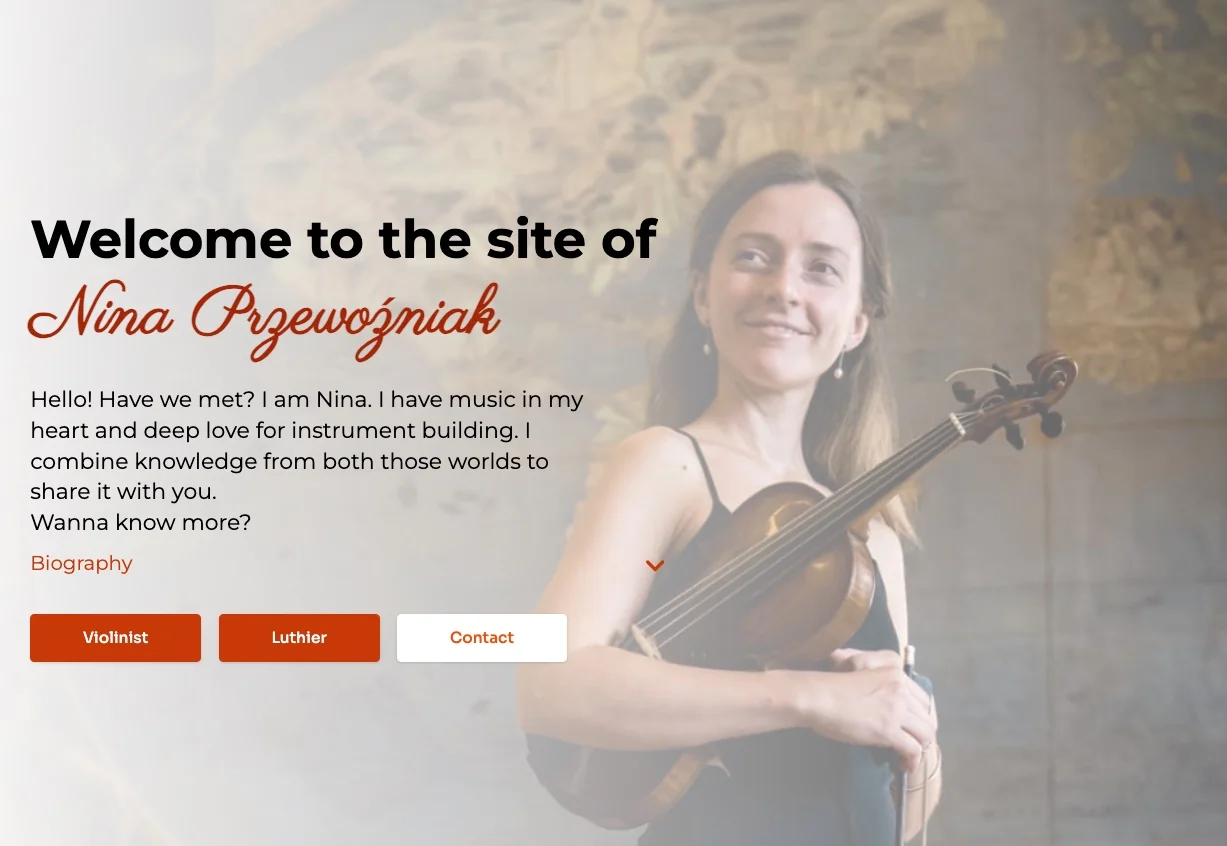 Welcome to the site of
Nina Przewoźniak
Hello! Have we met? I am Nina. I have music in my
heart and deep love for instrument building. I
combine knowledge from both those worlds to
share it with you.
Wanna know more?
Biography
Violinist
Luthier
Contact